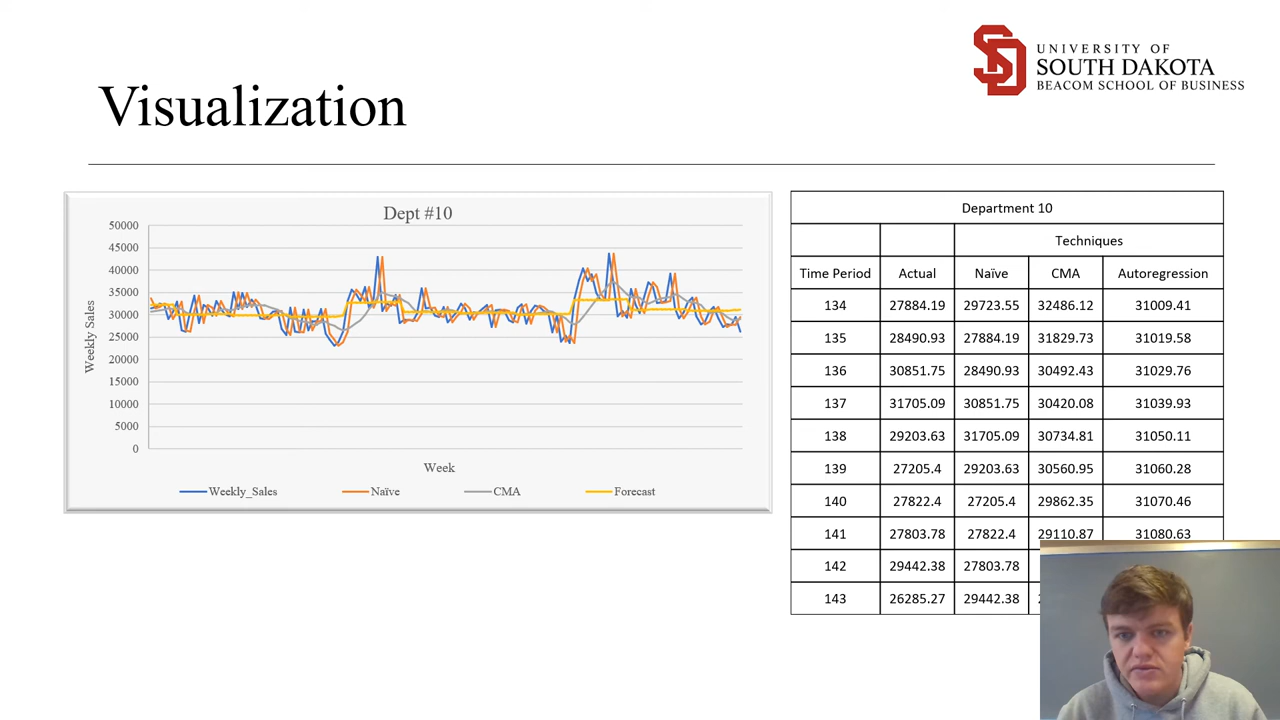 UNIVERSITY OF
SOUTH DAKOTA
BEACOM SCHOOL OF BUSINESS
Visualization
Dept #10
50000
45000
40000
35000
30000
25000
20000
15000
10000
5000
0
Weekly Sales
Week
Weekly_Sales Naïve CMA Forecast
Department 10
Techniques
Time Period Actual Naïve CMA Autoregression
134 27884.19 29723.55 32486.12 31009.41
135 28490.93 27884.19 31829.73 31019.58
136 30851.75 28490.93 30492.43 31029.76
137 31705.09 30851.75 30420.08 31039.93
138 29203.63 31705.09 30734.81 31050.11
139 27205.4 29203.63 30560.95 31060.28
140 27822.4 27205.4 29862.35 31070.46
141 27803.78 27822.4 29110.87 31080.63
142 29442.38 27803.78
143 26285.27 29442.38